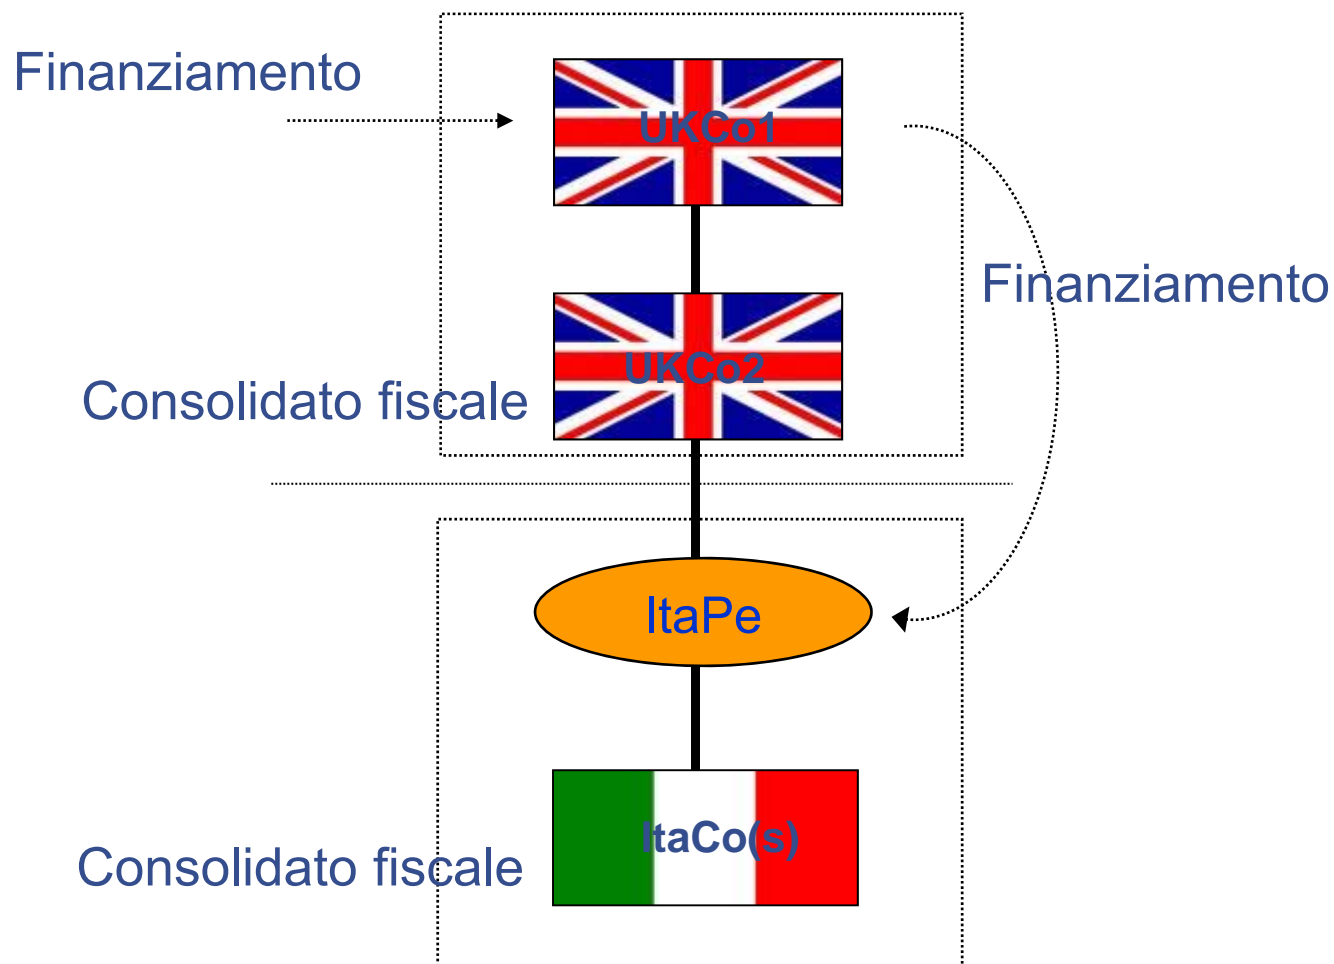 Finanziamento
UKCo1
Finanziamento
UKCo2
Consolidato fiscale
ItaPe
ItaCo(s)
Consolidato fiscale